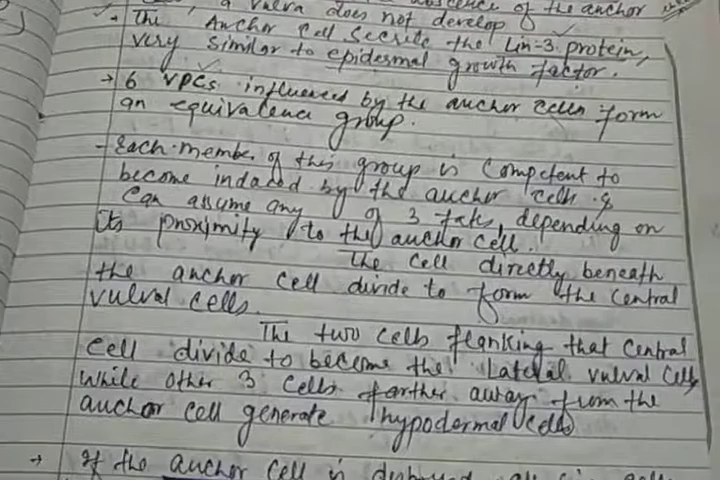 absence of the anchor
, a vulva does not develop
- The Anchor Cell Secrete the Lin-3 protein,
very similar to epidermal growth factor.
→ 6 VPCs influenced by the anchor cell form
an equivalence group.
- Each member of this group is Competent to
become induced by the anchor cell &
Can assume any of 3 fates, depending on
its proximity to the anchor cell.
The cell directly beneath
the anchor cell divide to form the central
vulval cells.
The two cells flanking that central
cell divide to become the lateral vulval cells
while other 3 cells farther away from the
anchor cell generate hypodermal cells
→ If the anchor cell is